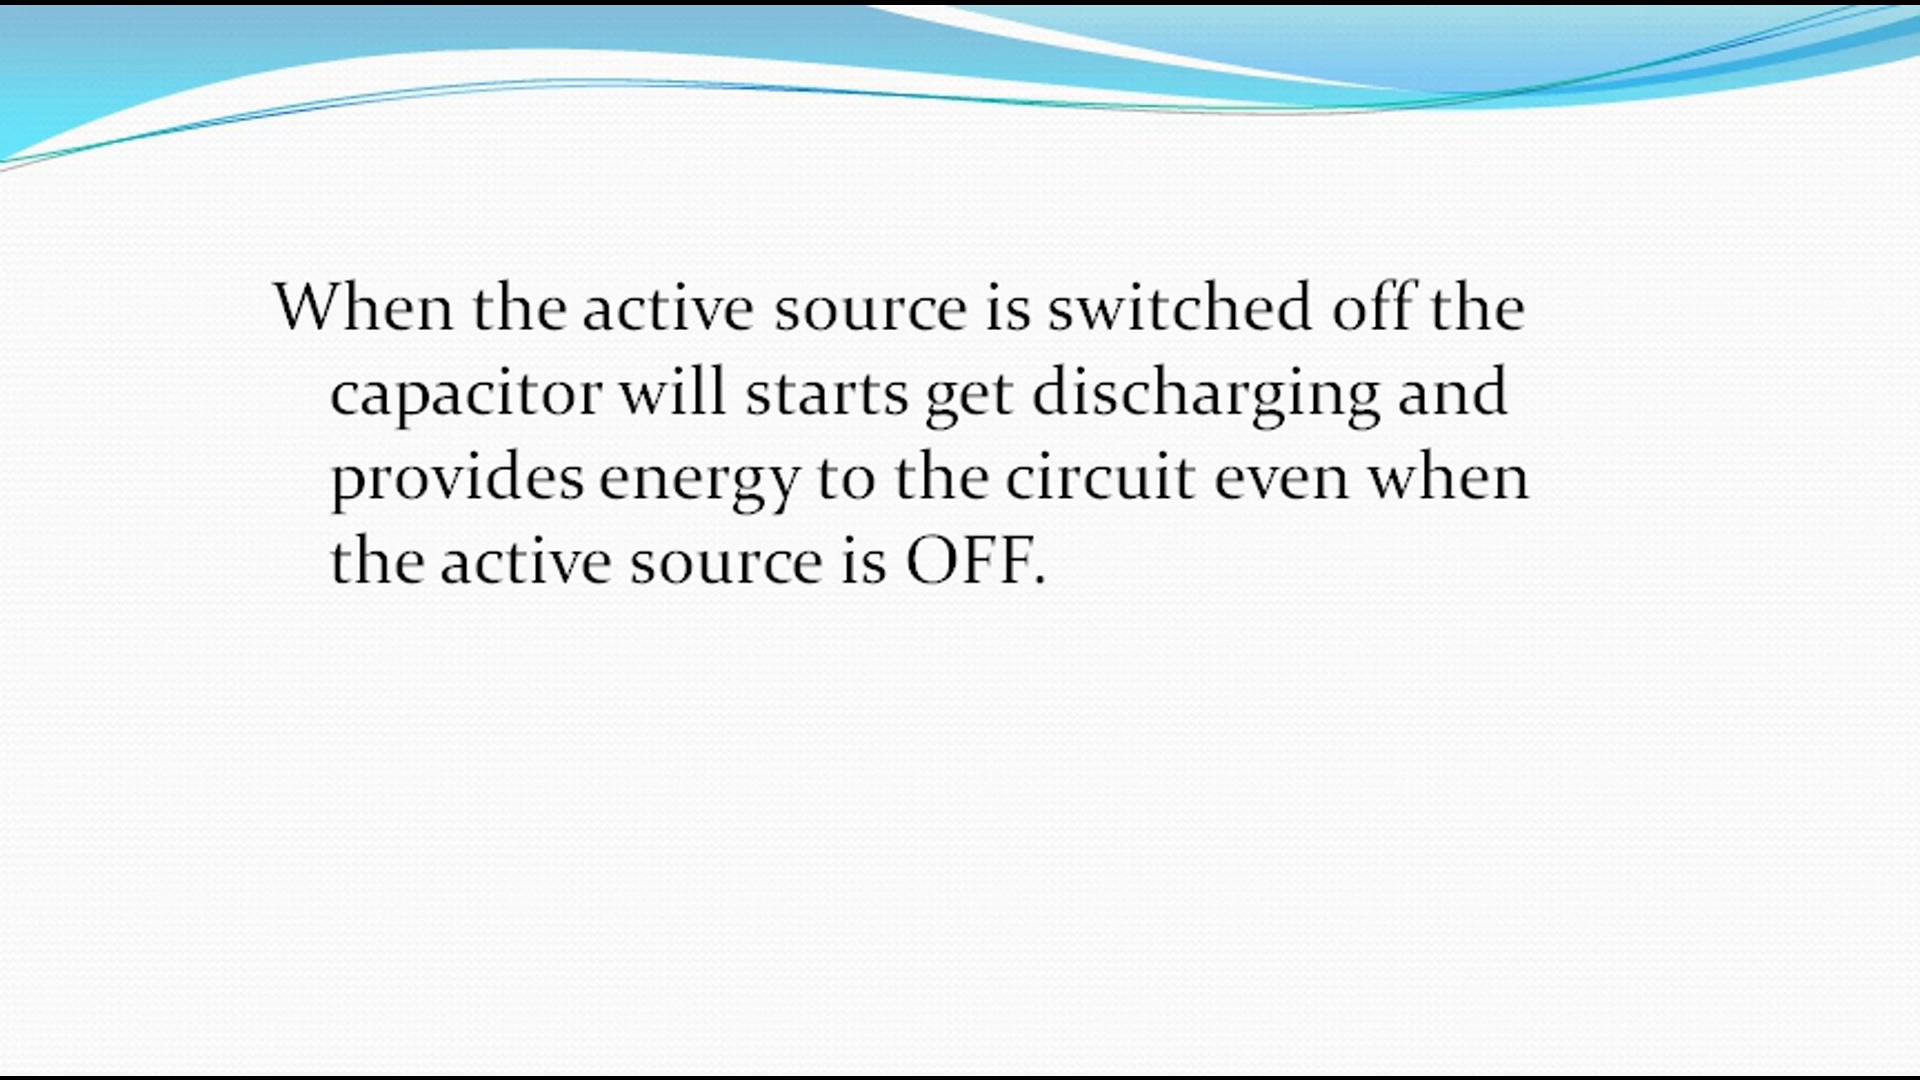 When the active source is switched off the
capacitor will starts get discharging and
provides energy to the circuit even when
the active source is OFF.